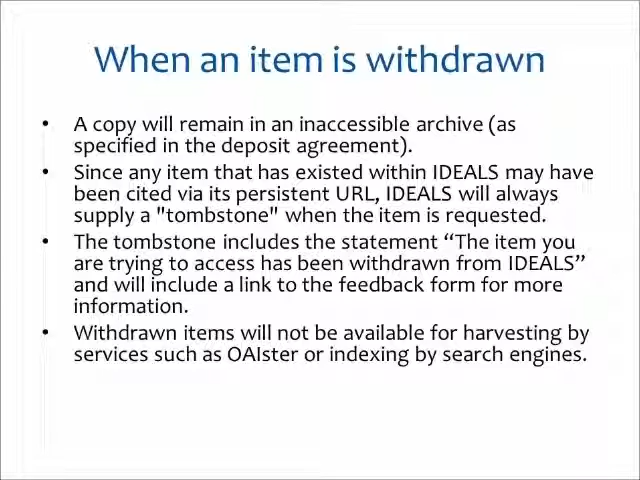 When an item is withdrawn
• A copy will remain in an inaccessible archive (as
specified in the deposit agreement).
• Since any item that has existed within IDEALS may have
been cited via its persistent URL, IDEALS will always
supply a "tombstone" when the item is requested.
• The tombstone includes the statement “The item you
are trying to access has been withdrawn from IDEALS”
and will include a link to the feedback form for more
information.
• Withdrawn items will not be available for harvesting by
services such as OAIster or indexing by search engines.